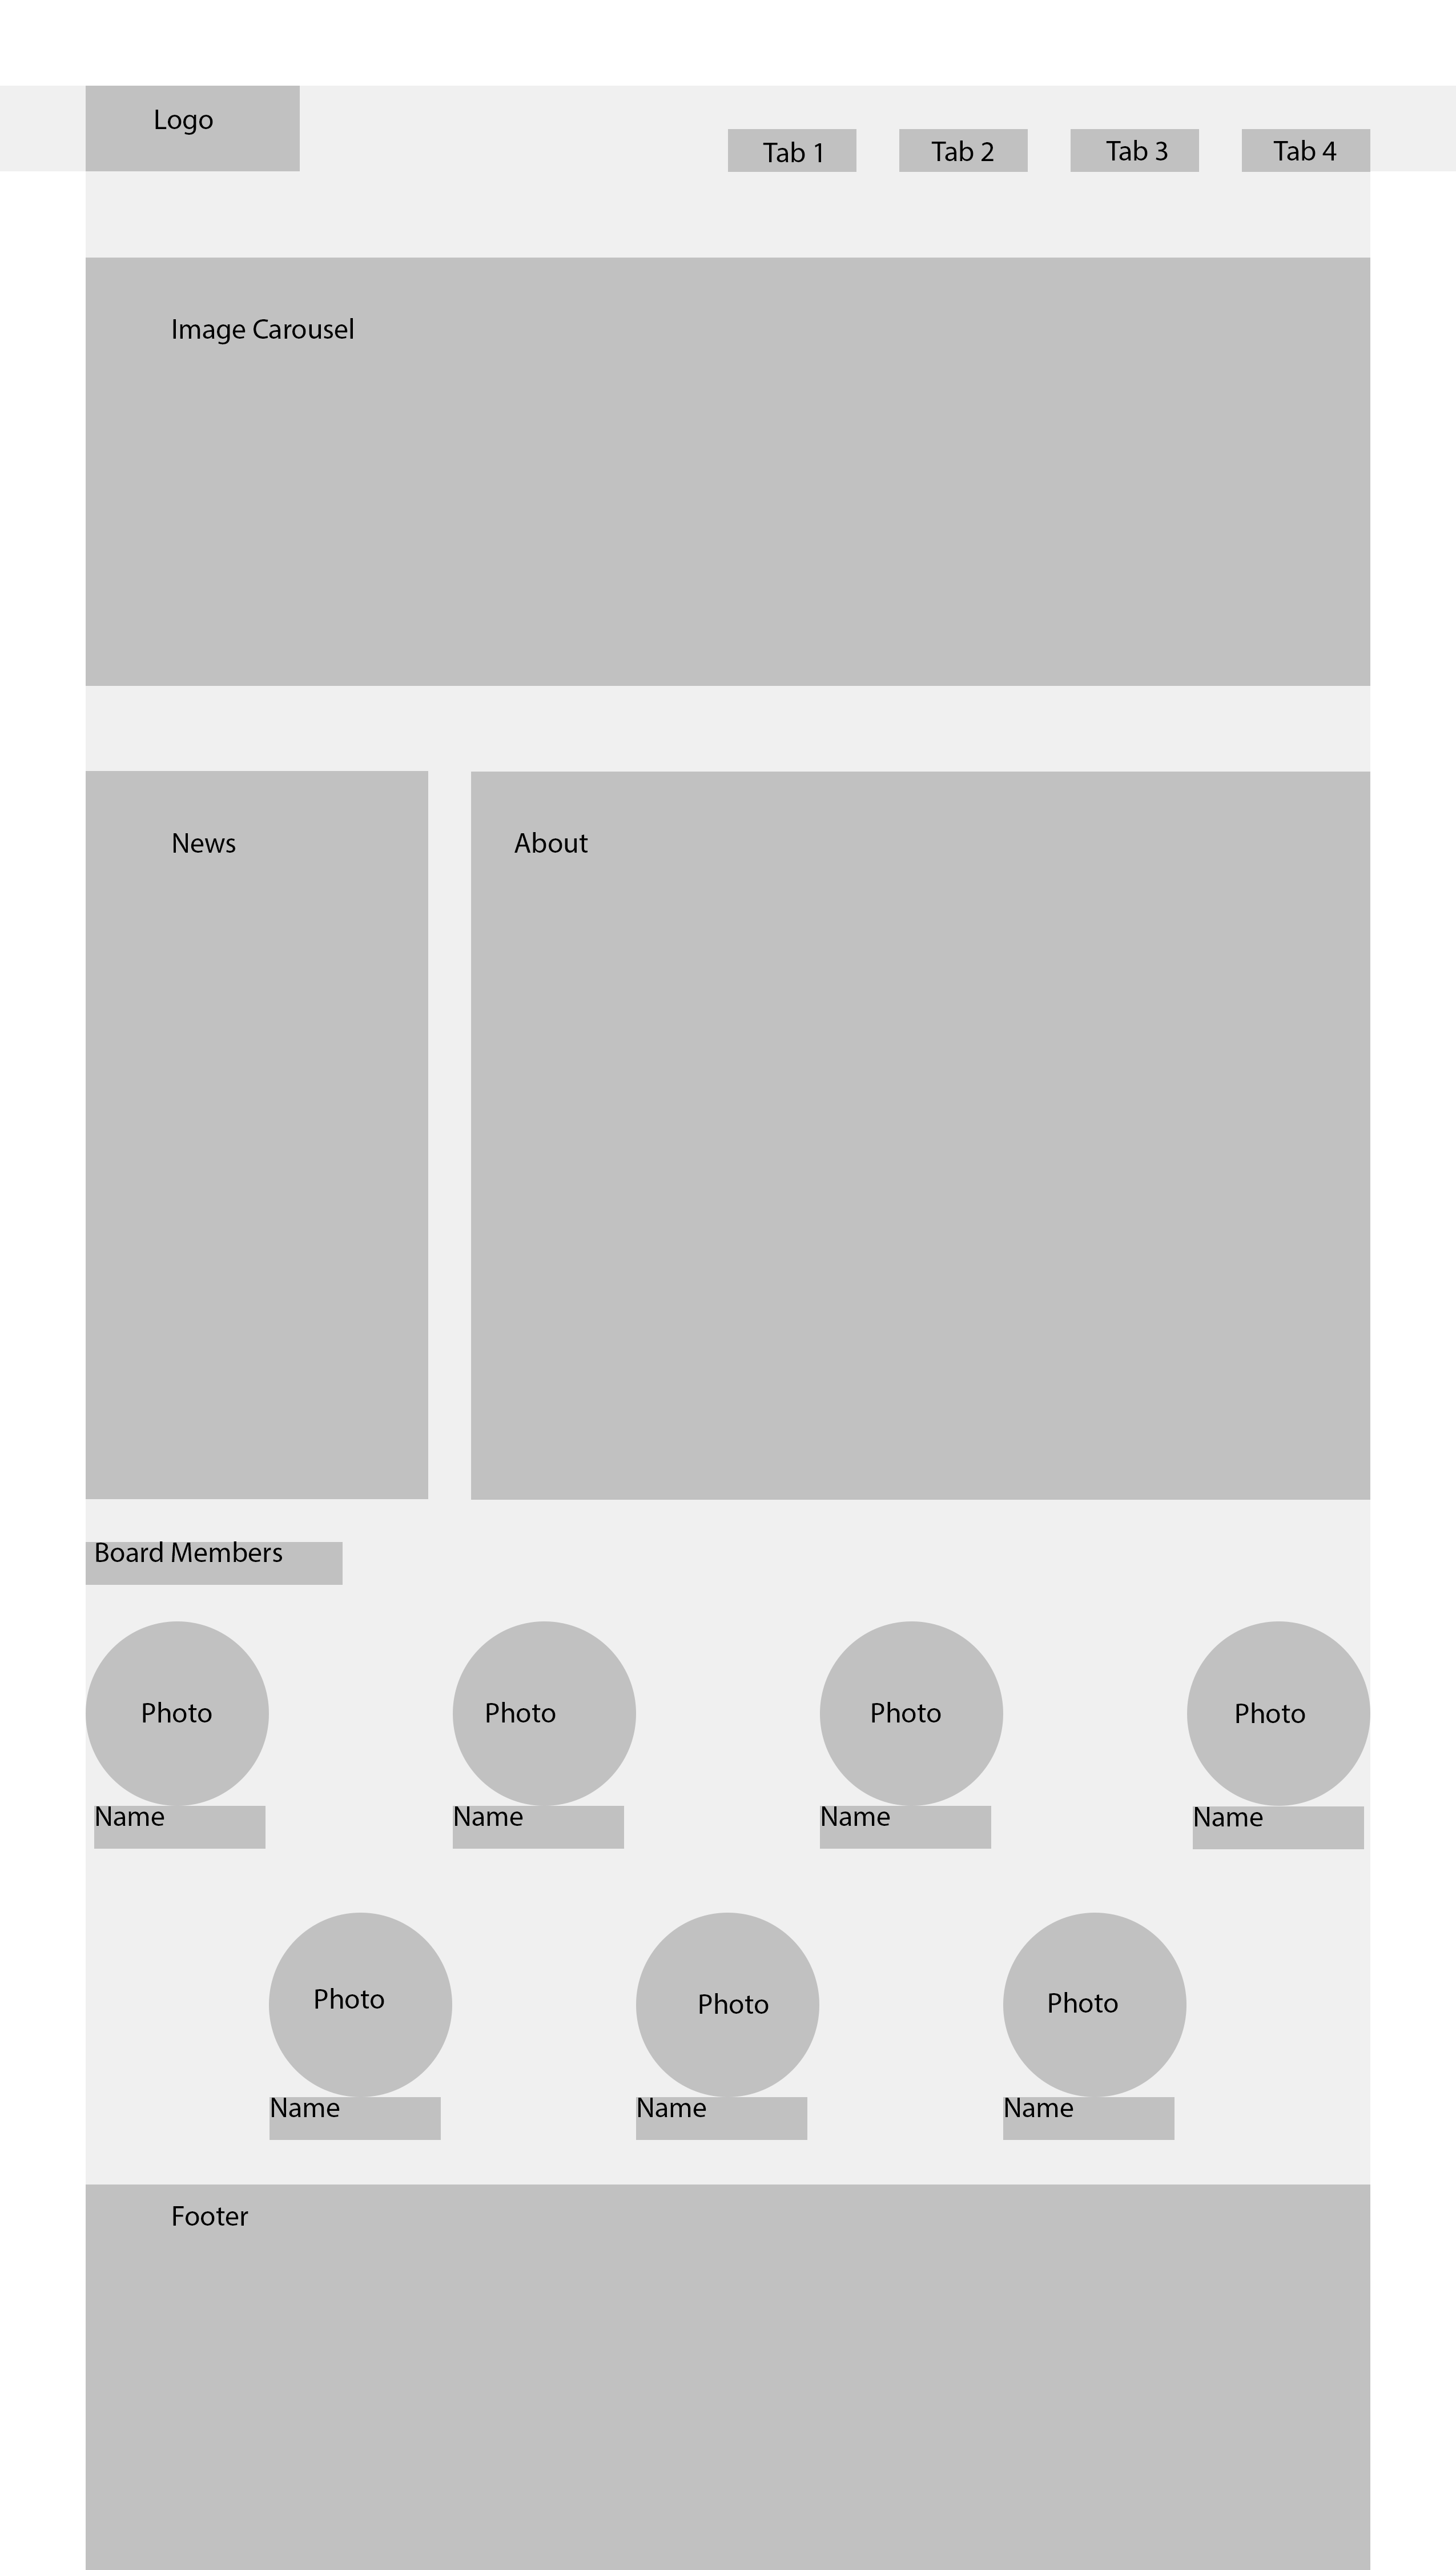 Logo
Tab 1
Tab 2
Tab 3
Tab 4
Image Carousel
News
About
Board Members
Photo
Photo
Photo
Photo
Name
Name
Name
Name
Photo
Photo
Photo
Name
Name
Name
Footer